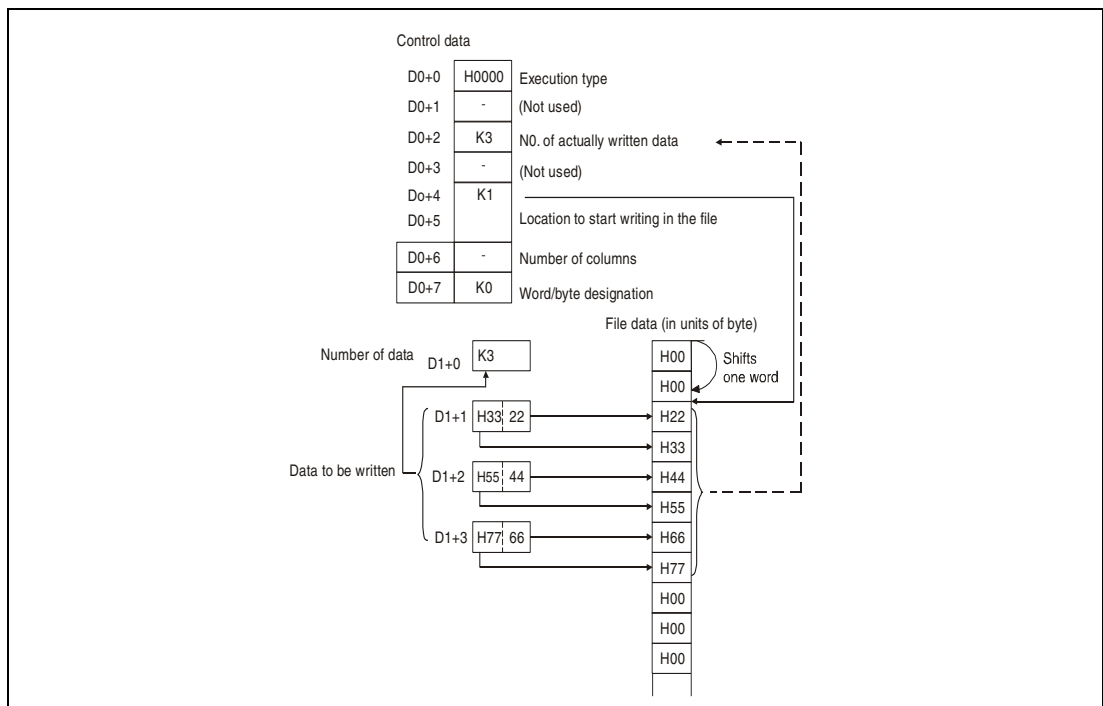 Control data
D0+0 H0000 Execution type
D0+1 - (Not used)
D0+2 K3 N0. of actually written data
D0+3 - (Not used)
Do+4 K1
D0+5 Location to start writing in the file
D0+6 - Number of columns
D0+7 K0 Word/byte designation
File data (in units of byte)
Number of data D1+0 K3 H00 Shifts
one word
H00
D1+1 H33 22 H22
H33
Data to be written D1+2 H55 44 H44
H55
D1+3 H77 66 H66
H77
H00
H00
H00